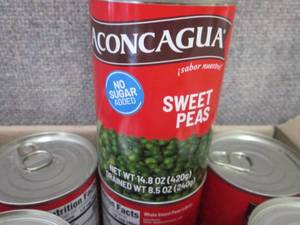 ACONCAGUA
¡sabor nuestro!
NO
SUGAR
ADDED
SWEET
PEAS
NET WT 14.8 OZ (420g)
DRAINED WT 8.5 OZ (240g)
Nutrition Facts
Facts